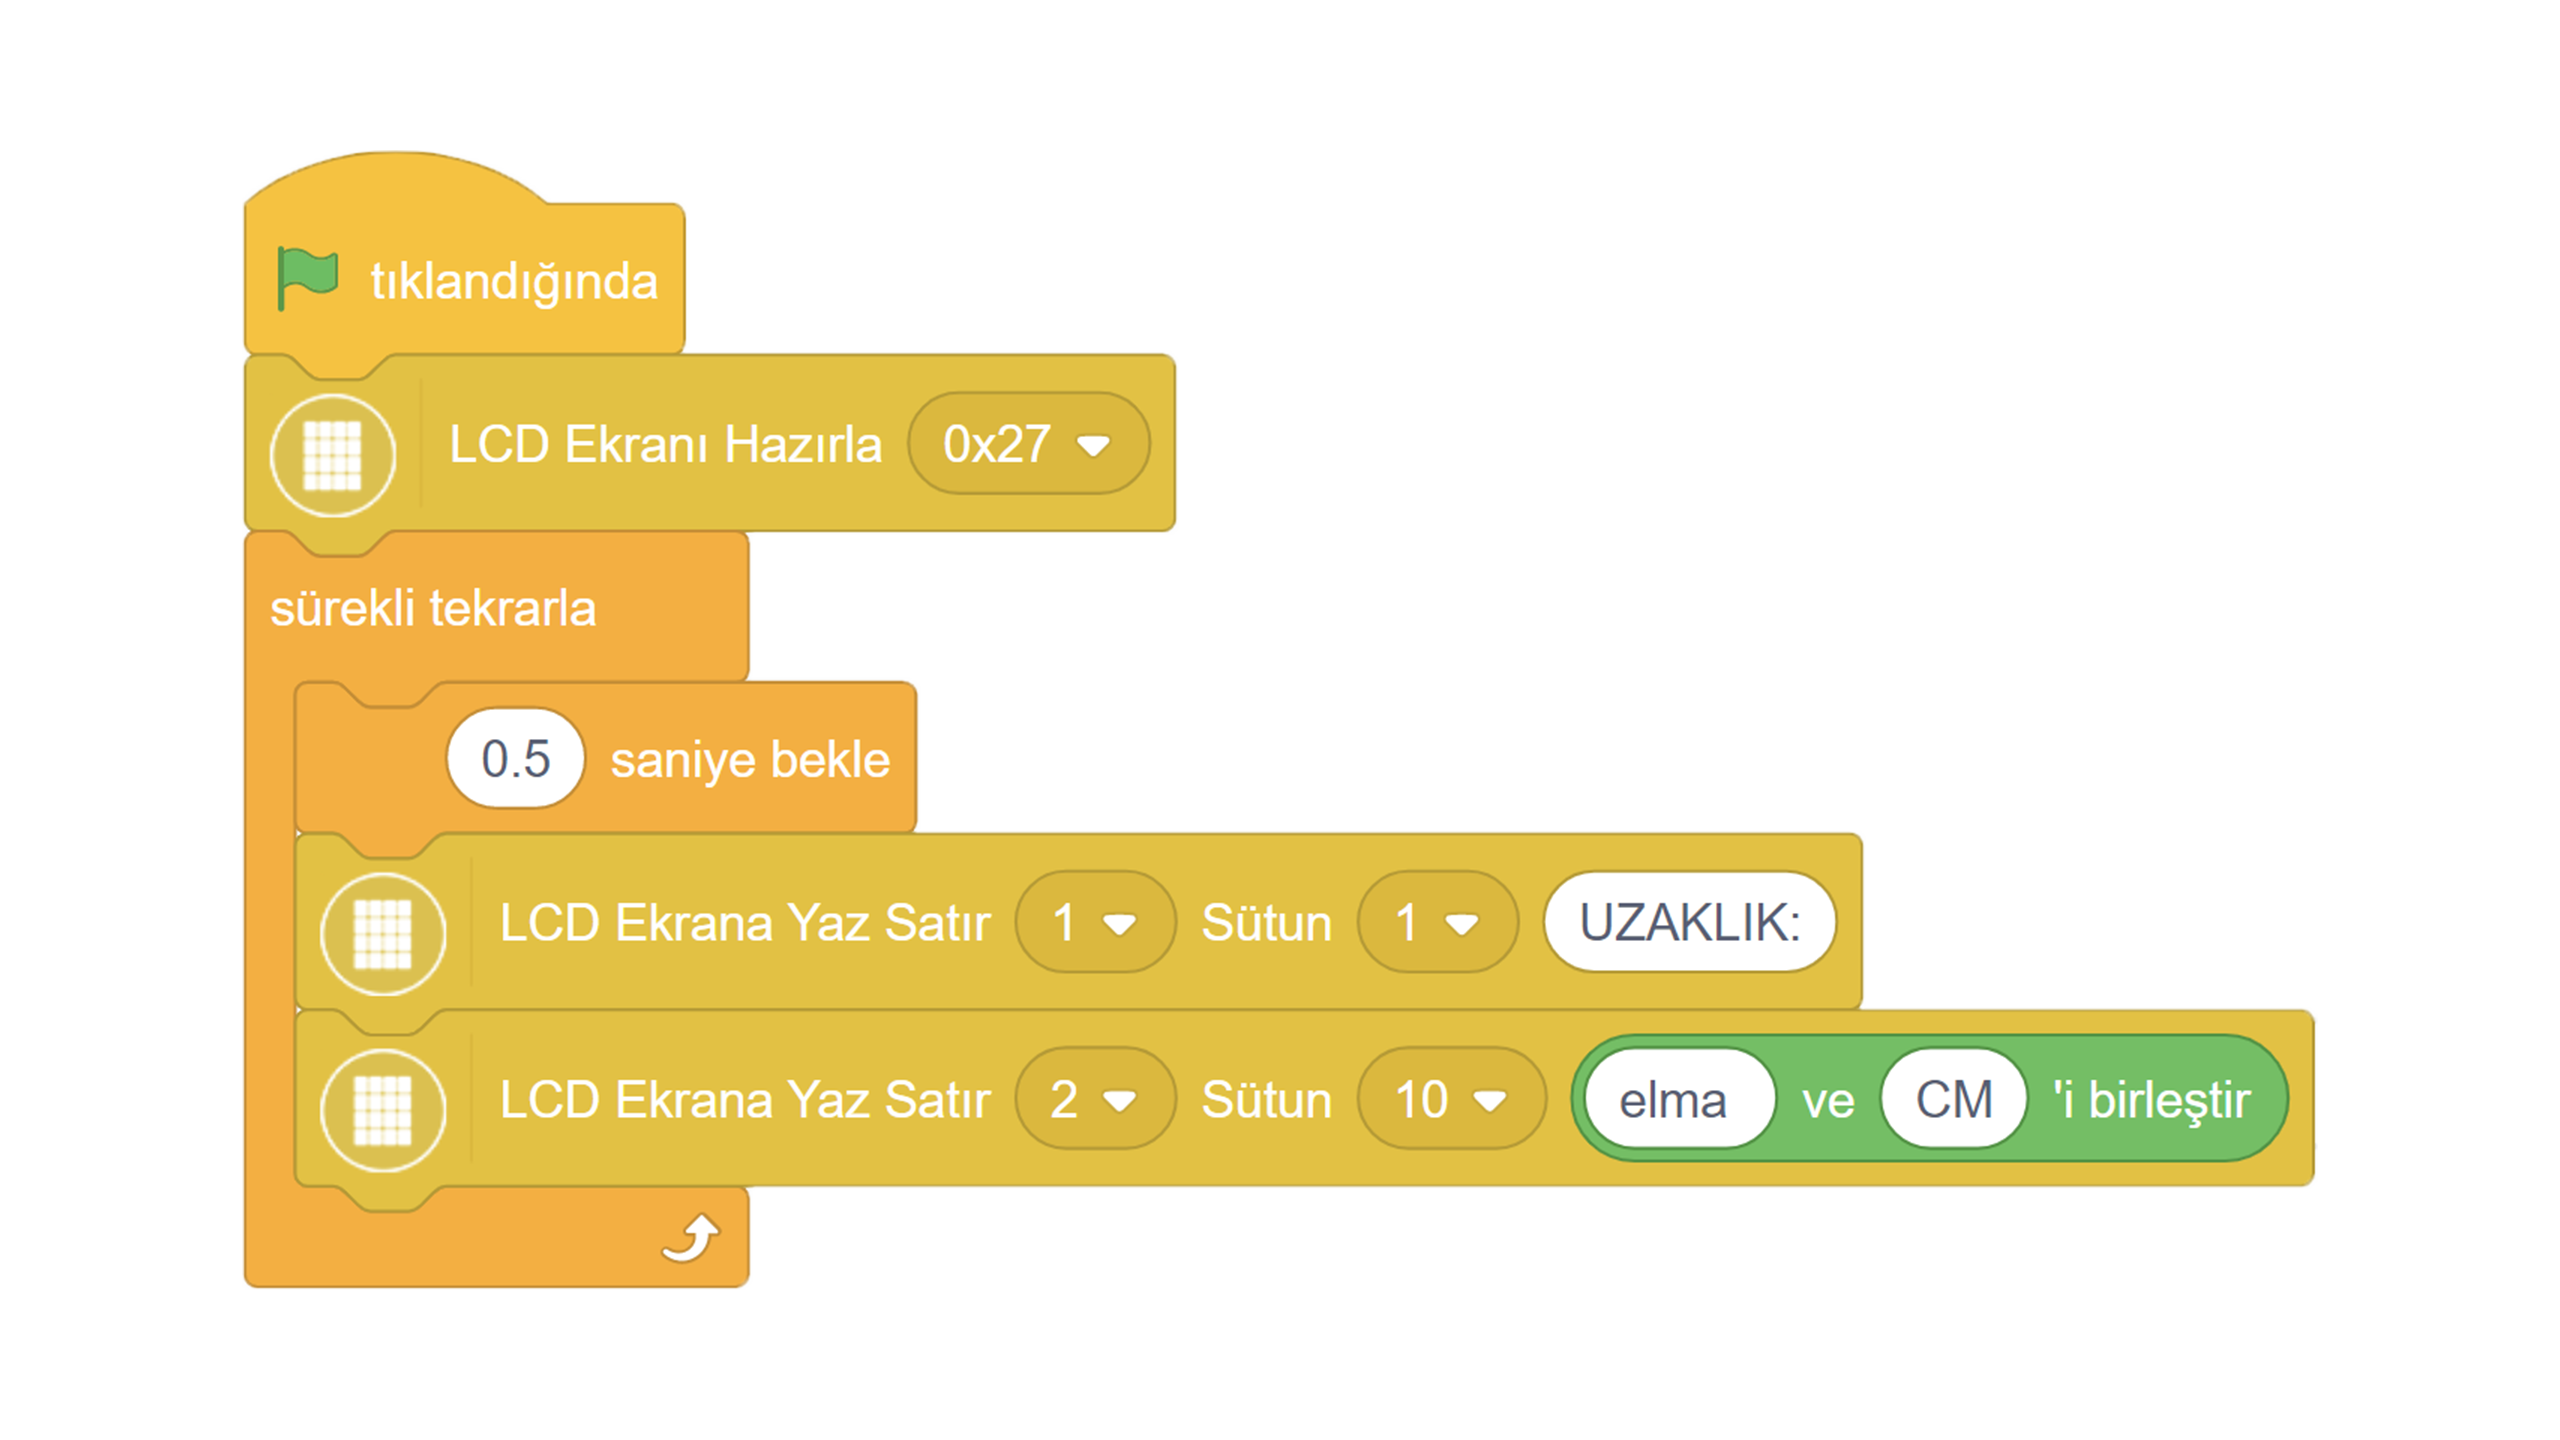 tıklandığında
LCD Ekranı Hazırla 0x27
sürekli tekrarla
0.5 saniye bekle
LCD Ekrana Yaz Satır 1 Sütun 1 UZAKLIK:
LCD Ekrana Yaz Satır 2 Sütun 10 elma ve CM 'i birleştir